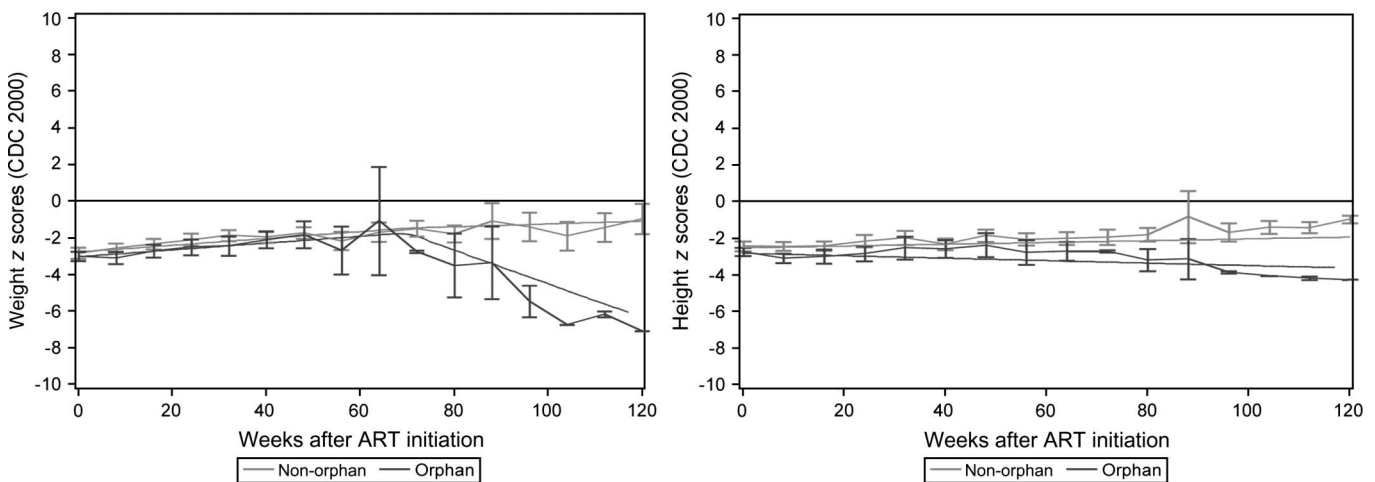 Weight z scores (CDC 2000)
10
8
6
4
2
0
-2
-4
-6
-8
-10
0 20 40 60 80 100 120
Weeks after ART initiation
Non-orphan Orphan
Height z scores (CDC 2000)
10
8
6
4
2
0
-2
-4
-6
-8
-10
0 20 40 60 80 100 120
Weeks after ART initiation
Non-orphan Orphan